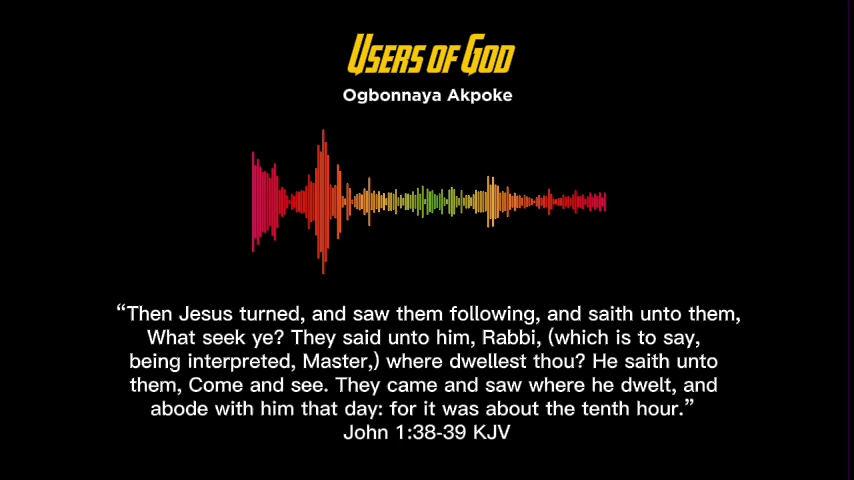 USERS OF GOD
Ogbonnaya Akpoke
“Then Jesus turned, and saw them following, and saith unto them,
What seek ye? They said unto him, Rabbi, (which is to say,
being interpreted, Master,) where dwellest thou? He saith unto
them, Come and see. They came and saw where he dwelt, and
abode with him that day: for it was about the tenth hour.”
John 1:38-39 KJV